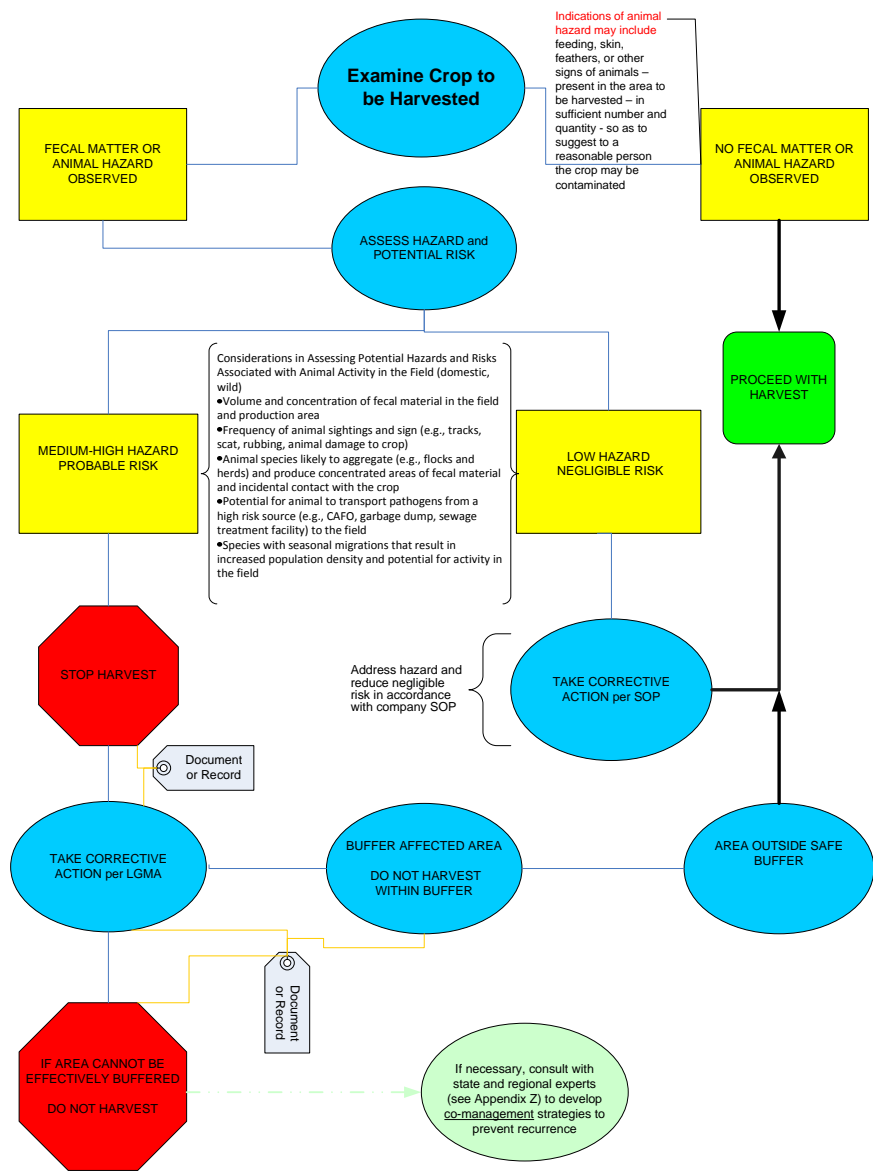 Examine Crop to
be Harvested
Indications of animal
hazard may include
feeding, skin,
feathers, or other
signs of animals –
present in the area to
be harvested – in
sufficient number and
quantity - so as to
suggest to a
reasonable person
the crop may be
contaminated
FECAL MATTER OR
ANIMAL HAZARD
OBSERVED
NO FECAL MATTER OR
ANIMAL HAZARD
OBSERVED
ASSESS HAZARD and
POTENTIAL RISK
PROCEED WITH
HARVEST
Considerations in Assessing Potential Hazards and Risks
Associated with Animal Activity in the Field (domestic,
wild)
•Volume and concentration of fecal material in the field
and production area
•Frequency of animal sightings and sign (e.g., tracks,
scat, rubbing, animal damage to crop)
•Animal species likely to aggregate (e.g., flocks and
herds) and produce concentrated areas of fecal material
and incidental contact with the crop
•Potential for animal to transport pathogens from a
high risk source (e.g., CAFO, garbage dump, sewage
treatment facility) to the field
•Species with seasonal migrations that result in
increased population density and potential for activity in
the field
MEDIUM-HIGH HAZARD
PROBABLE RISK
LOW HAZARD
NEGLIGIBLE RISK
STOP HARVEST
Address hazard and
reduce negligible
risk in accordance
with company SOP
TAKE CORRECTIVE
ACTION per SOP
Document
or Record
TAKE CORRECTIVE
ACTION per LGMA
BUFFER AFFECTED AREA
DO NOT HARVEST
WITHIN BUFFER
AREA OUTSIDE SAFE
BUFFER
Document
or Record
IF AREA CANNOT BE
EFFECTIVELY BUFFERED
DO NOT HARVEST
If necessary, consult with
state and regional experts
(see Appendix Z) to develop
co-management strategies to
prevent recurrence